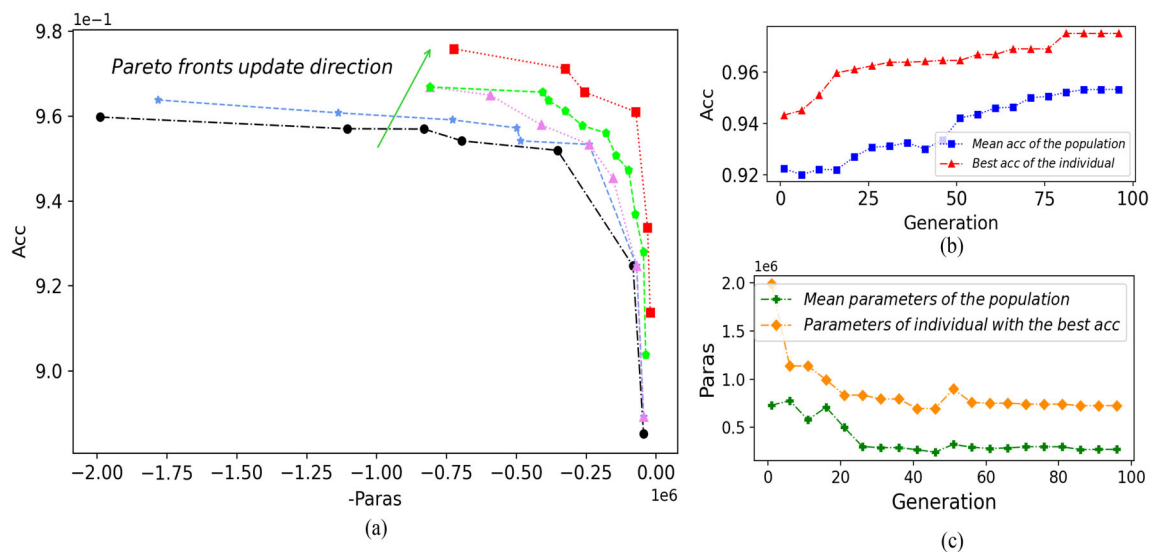 1e−1
9.8
9.6
9.4
9.2
9.0
Acc
Pareto fronts update direction
−2.00 −1.75 −1.50 −1.25 −1.00 −0.75 −0.50 −0.25 0.00
-Paras
1e6
(a)
0.96
0.94
0.92
Acc
Mean acc of the population
Best acc of the individual
0 25 50 75 100
Generation
(b)
1e6
2.0
1.5
1.0
0.5
Paras
Mean parameters of the population
Parameters of individual with the best acc
0 20 40 60 80 100
Generation
(c)